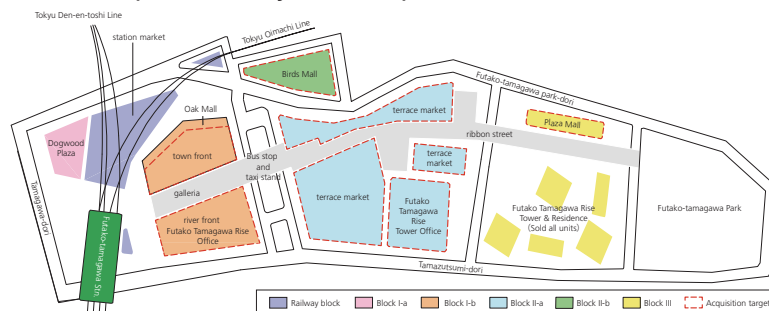 Tokyu Den-en-toshi Line
station market
Tokyu Oimachi Line
Birds Mall
Oak Mall
Futako-tamagawa park-dori
terrace market
Plaza Mall
ribbon street
Dogwood
Plaza
town front
Bus stop
and
taxi stand
terrace
market
Tamagawa-dori
galleria
terrace market
Futako
Tamagawa
Rise
Tower Office
Futako Tamagawa Rise
Tower & Residence
(Sold all units)
Futako-tamagawa Park
river front
Futako Tamagawa Rise
Office
Futako-tamagawa Stn.
Tamazutsumi-dori
Railway block
Block I-a
Block I-b
Block II-a
Block II-b
Block III
Acquisition target